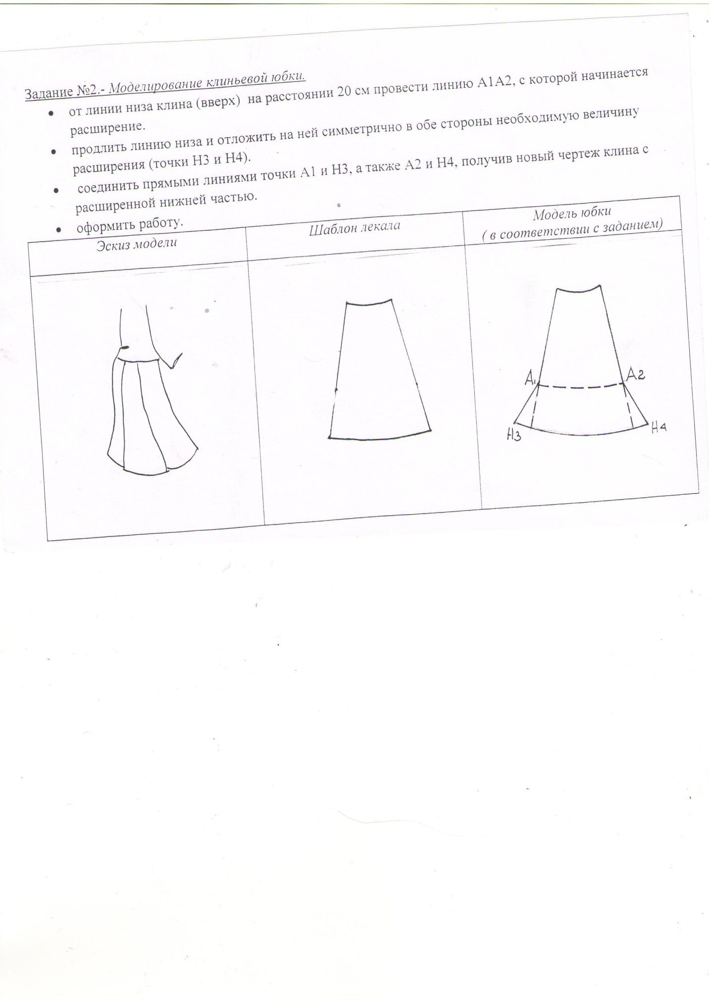 Задание №2.- Моделирование клиньевой юбки.
• от линии низа клина (вверх) на расстоянии 20 см провести линию А1А2, с которой начинается
расширение.
• продлить линию низа и отложить на ней симметрично в обе стороны необходимую величину
расширения (точки Н3 и Н4).
• соединить прямыми линиями точки А1 и Н3, а также А2 и Н4, получив новый чертеж клина с
расширенной нижней частью.
• оформить работу.
Эскиз модели
Шаблон лекала
Модель юбки
( в соответствии с заданием)
А1
А2
Н3
Н4